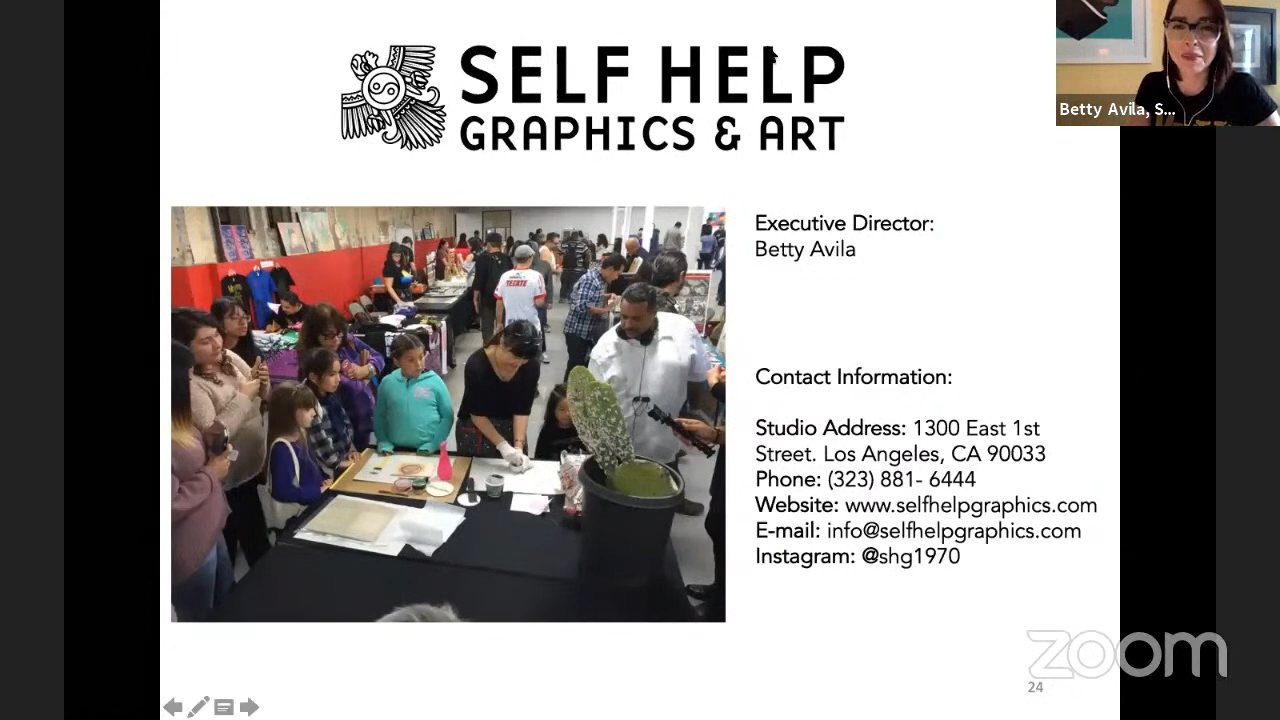 SELF HELP
GRAPHICS & ART
Betty Avila, S...
Executive Director:
Betty Avila
TECATE
Contact Information:
Studio Address: 1300 East 1st
Street. Los Angeles, CA 90033
Phone: (323) 881- 6444
Website: www.selfhelpgraphics.com
E-mail: info@selfhelpgraphics.com
Instagram: @shg1970
zoom
24